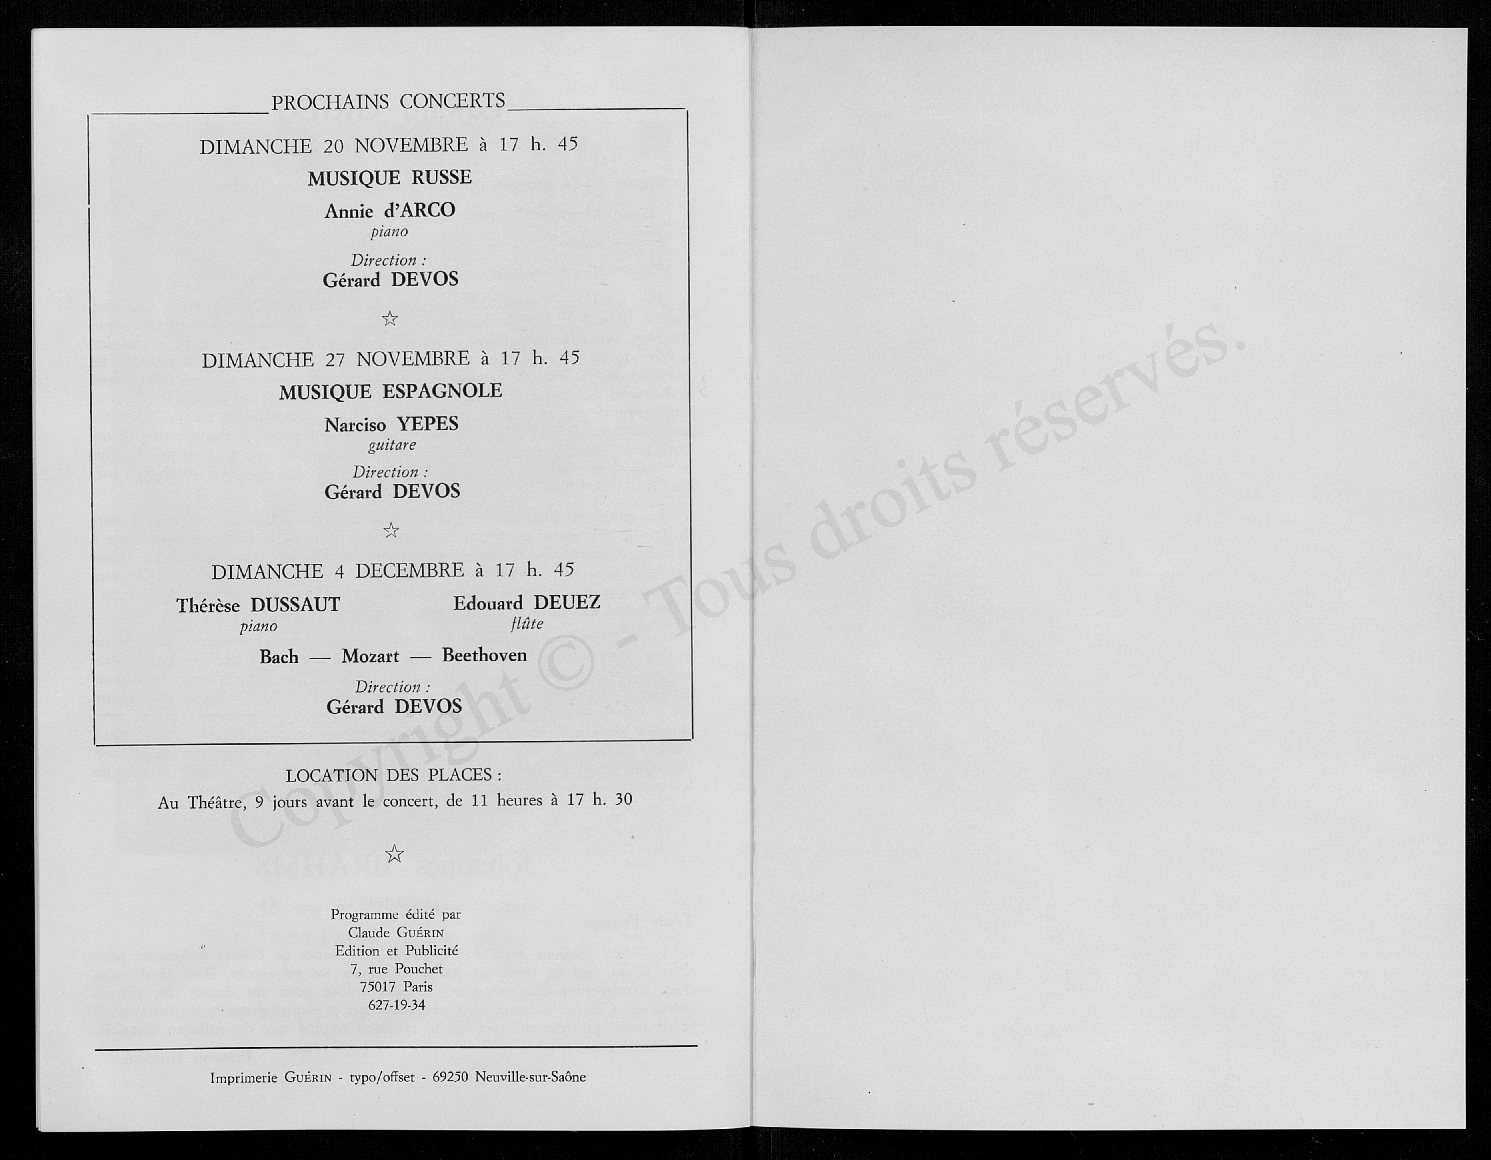 PROCHAINS CONCERTS
DIMANCHE 20 NOVEMBRE à 17 h. 45
MUSIQUE RUSSE
Annie d'ARCO
piano
Direction :
Gérard DEVOS
☆
DIMANCHE 27 NOVEMBRE à 17 h. 45
MUSIQUE ESPAGNOLE
Narciso YEPES
guitare
Direction :
Gérard DEVOS
☆
DIMANCHE 4 DECEMBRE à 17 h. 45
Thérèse DUSSAUT Edouard DEUEZ
piano flûte
Bach — Mozart — Beethoven
Direction :
Gérard DEVOS
LOCATION DES PLACES :
Au Théâtre, 9 jours avant le concert, de 11 heures à 17 h. 30
☆
Programme édité par
Claude GUÉRIN
Edition et Publicité
7, rue Pouchet
75017 Paris
627-19-34
Imprimerie GUÉRIN - typo/offset - 69250 Neuville-sur-Saône
Copyright © - Tous droits réservés.